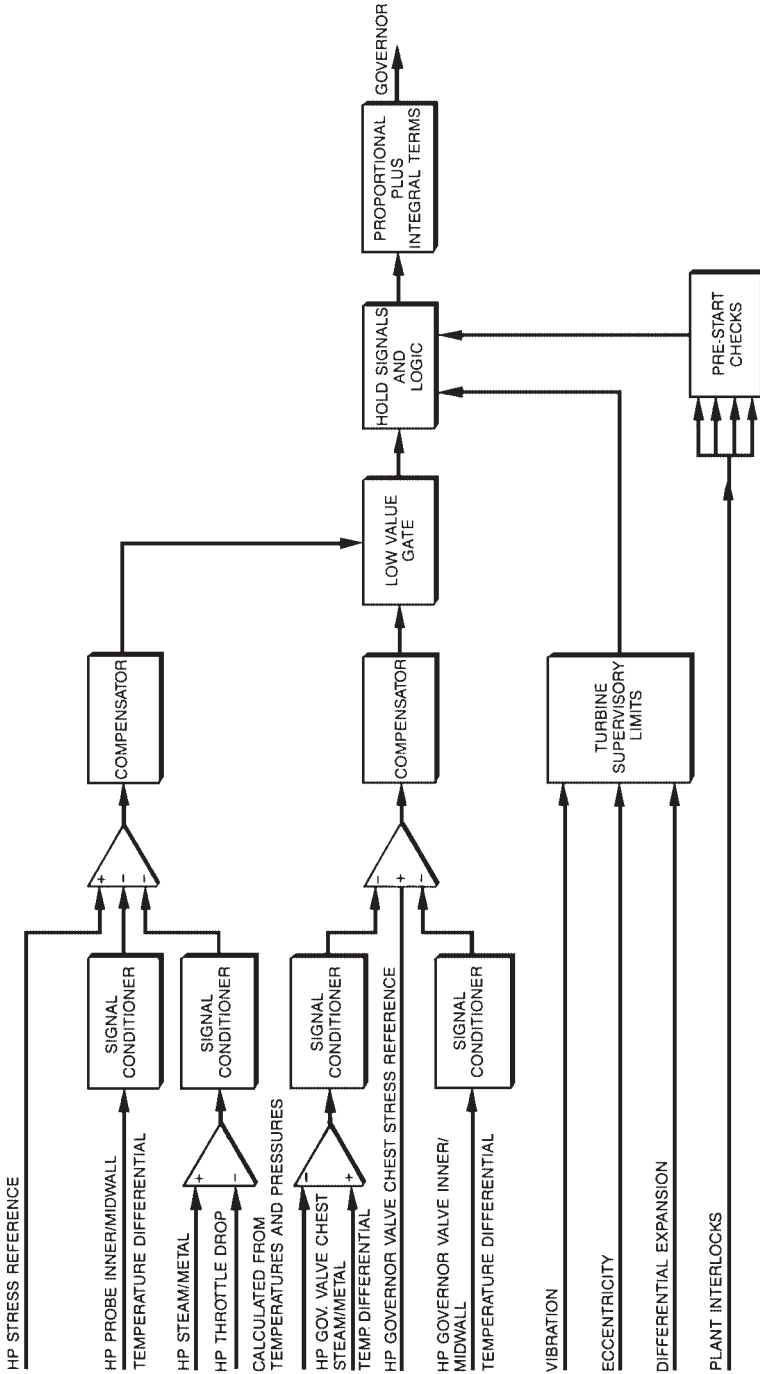 HP STRESS REFERENCE
HP PROBE INNER/MIDWALL
TEMPERATURE DIFFERENTIAL
HP STEAM/METAL
HP THROTTLE DROP
CALCULATED FROM
TEMPERATURES AND PRESSURES
HP GOV. VALVE CHEST
STEAM/METAL
TEMP. DIFFERENTIAL
HP GOVERNOR VALVE CHEST STRESS REFERENCE
HP GOVERNOR VALVE INNER/
MIDWALL
TEMPERATURE DIFFERENTIAL
VIBRATION
ECCENTRICITY
DIFFERENTIAL EXPANSION
PLANT INTERLOCKS
SIGNAL
CONDITIONER
SIGNAL
CONDITIONER
SIGNAL
CONDITIONER
SIGNAL
CONDITIONER
+
-
+
-
-
-
+
-
+
-
COMPENSATOR
COMPENSATOR
TURBINE
SUPERVISORY
LIMITS
LOW VALUE
GATE
HOLD SIGNALS
AND
LOGIC
PRE-START
CHECKS
PROPORTIONAL
PLUS
INTEGRAL TERMS
GOVERNOR